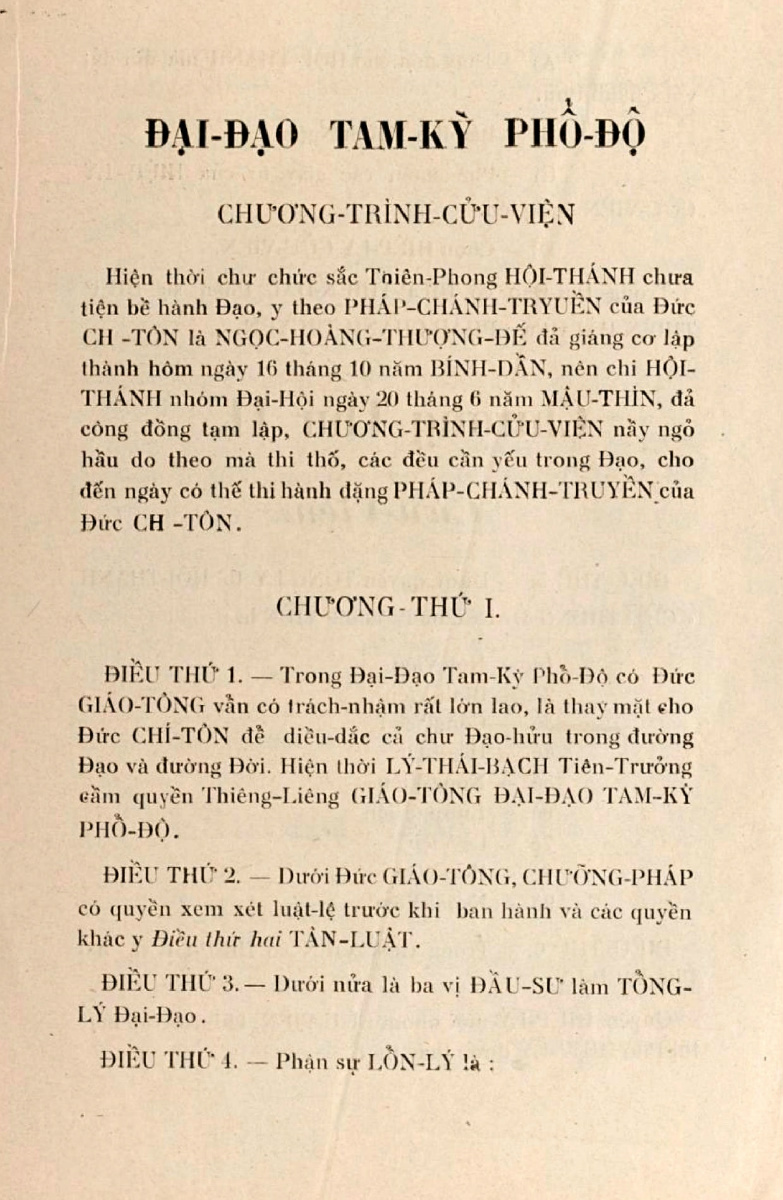 ĐẠI-ĐẠO TAM-KỲ PHỔ-ĐỘ
CHƯƠNG-TRÌNH-CỬU-VIỆN
Hiện thời chư chức sắc Thiên-Phong HỘI-THÁNH chưa
tiện bề hành Đạo, y theo PHÁP-CHÁNH-TRYUỀN của Đức
CH -TÔN là NGỌC-HOÀNG-THƯỢNG-ĐẾ đả giáng cơ lập
thành hôm ngày 16 tháng 10 năm BÍNH-DẦN, nên chi HỘI-
THÁNH nhóm Đại-Hội ngày 20 tháng 6 năm MẬU-THÌN, đả
công đồng tạm lập, CHƯƠNG-TRÌNH-CỬU-VIỆN nầy ngỏ
hầu do theo mà thi thố, các đều cần yếu trong Đạo, cho
đến ngày có thế thi hành đặng PHÁP-CHÁNH-TRUYỀN của
Đức CH -TÔN.
CHƯƠNG-THỨ I.
ĐIỀU THỨ 1. — Trong Đại-Đạo Tam-Kỳ Phổ-Độ có Đức
GIÁO-TÔNG vẫn có trách-nhậm rất lớn lao, là thay mặt cho
Đức CHÍ-TÔN để diều-dắc cả chư Đạo-hửu trong đường
Đạo và đường Đời. Hiện thời LÝ-THÁI-BẠCH Tiên-Trưởng
cầm quyền Thiêng-Liêng GIÁO-TÔNG ĐẠI-ĐẠO TAM-KỲ
PHỔ-ĐỘ.
ĐIỀU THỨ 2. — Dưới Đức GIÁO-TÔNG, CHƯỞNG-PHÁP
có quyền xem xét luật-lệ trước khi ban hành và các quyền
khác y Điều thứ hai TÂN-LUẬT.
ĐIỀU THỨ 3. — Dưới nửa là ba vị ĐẦU-SƯ làm TỔNG-
LÝ Đại-Đạo.
ĐIỀU THỨ 4. — Phận sự LỔN-LÝ là :